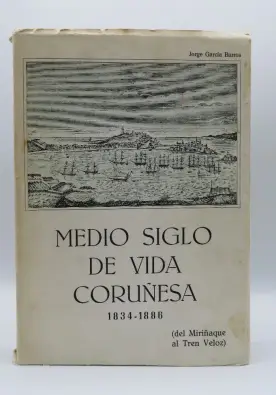 Jorge García Barros
MEDIO SIGLO
DE VIDA
CORUÑESA
1834-1886
(del Miriñaque
al Tren Veloz)